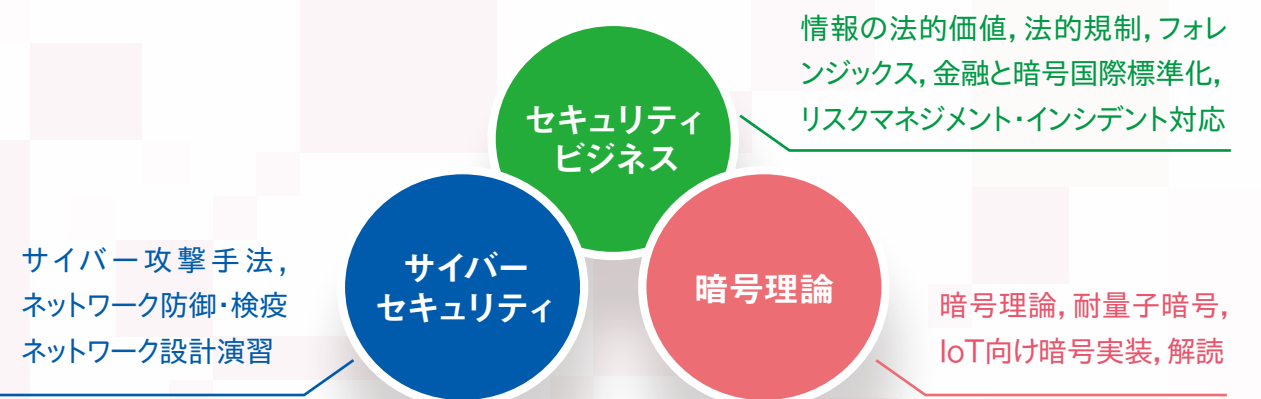 情報の法的価値, 法的規制, フォレ
ンジックス, 金融と暗号国際標準化,
リスクマネジメント・インシデント対応
セキュリティ
ビジネス
サイバー攻撃手法,
ネットワーク防御・検疫
ネットワーク設計演習
サイバー
セキュリティ
暗号理論
暗号理論, 耐量子暗号,
IoT向け暗号実装, 解読